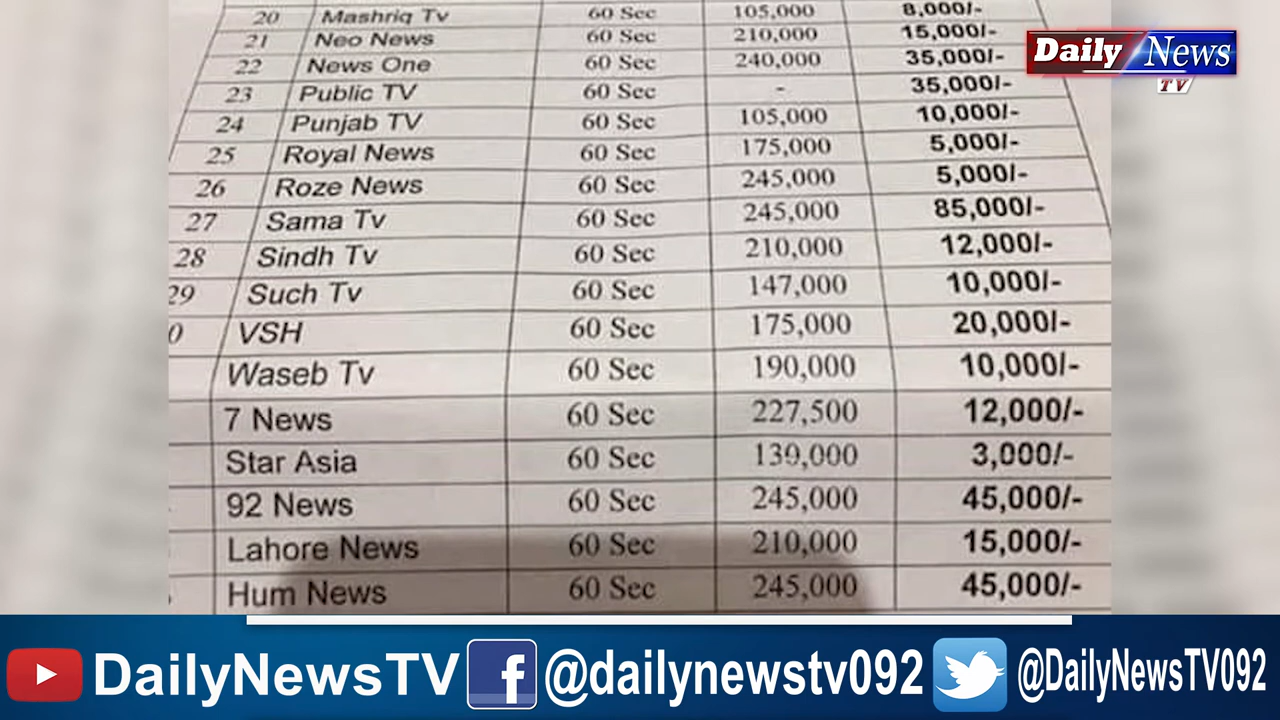 20 Mashriq Tv 60 Sec 105,000 8,000/-
21 Neo News 60 Sec 210,000 15,000/-
22 News One 60 Sec 240,000 35,000/-
23 Public TV 60 Sec - 35,000/-
24 Punjab TV 60 Sec 105,000 10,000/-
25 Royal News 60 Sec 175,000 5,000/-
26 Roze News 60 Sec 245,000 5,000/-
27 Sama Tv 60 Sec 245,000 85,000/-
28 Sindh Tv 60 Sec 210,000 12,000/-
29 Such Tv 60 Sec 147,000 10,000/-
0 VSH 60 Sec 175,000 20,000/-
Waseb Tv 60 Sec 190,000 10,000/-
7 News 60 Sec 227,500 12,000/-
Star Asia 60 Sec 139,000 3,000/-
92 News 60 Sec 245,000 45,000/-
Lahore News 60 Sec 210,000 15,000/-
Hum News 60 Sec 245,000 45,000/-
Daily News
TV
DailyNewsTV @dailynewstv092 @DailyNewsTV092